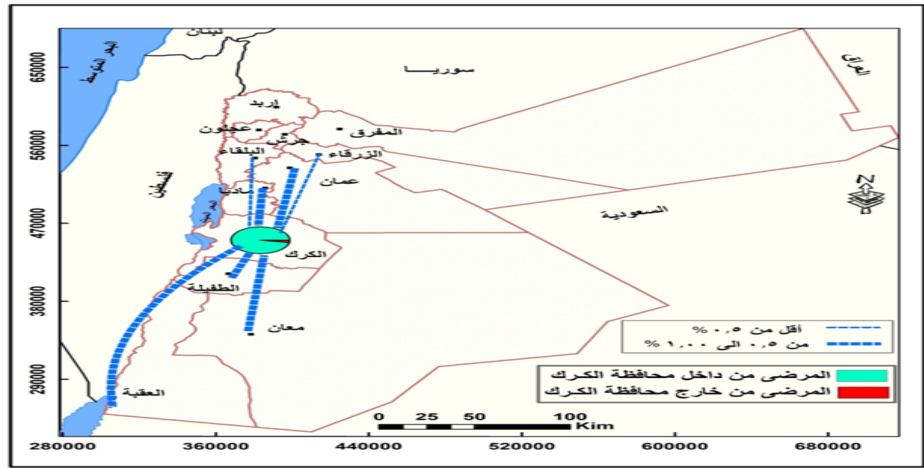 لبنان
البحر المتوسط
سوريـــا
العراق
650000
اربد
عجلون
جرش
المفرق
560000
البلقاء
الزرقاء
عمان
فلسطين
مادبا
السعودية
N
470000
الكرك
380000
الطفيلة
معان
أقل من ٠,٥ %
من ٠,٥ الى ١,٠٠ %
290000
العقبة
المرضى من داخل محافظة الكرك
المرضى من خارج محافظة الكرك
0 25 50 100
Kim
280000 360000 440000 520000 600000 680000